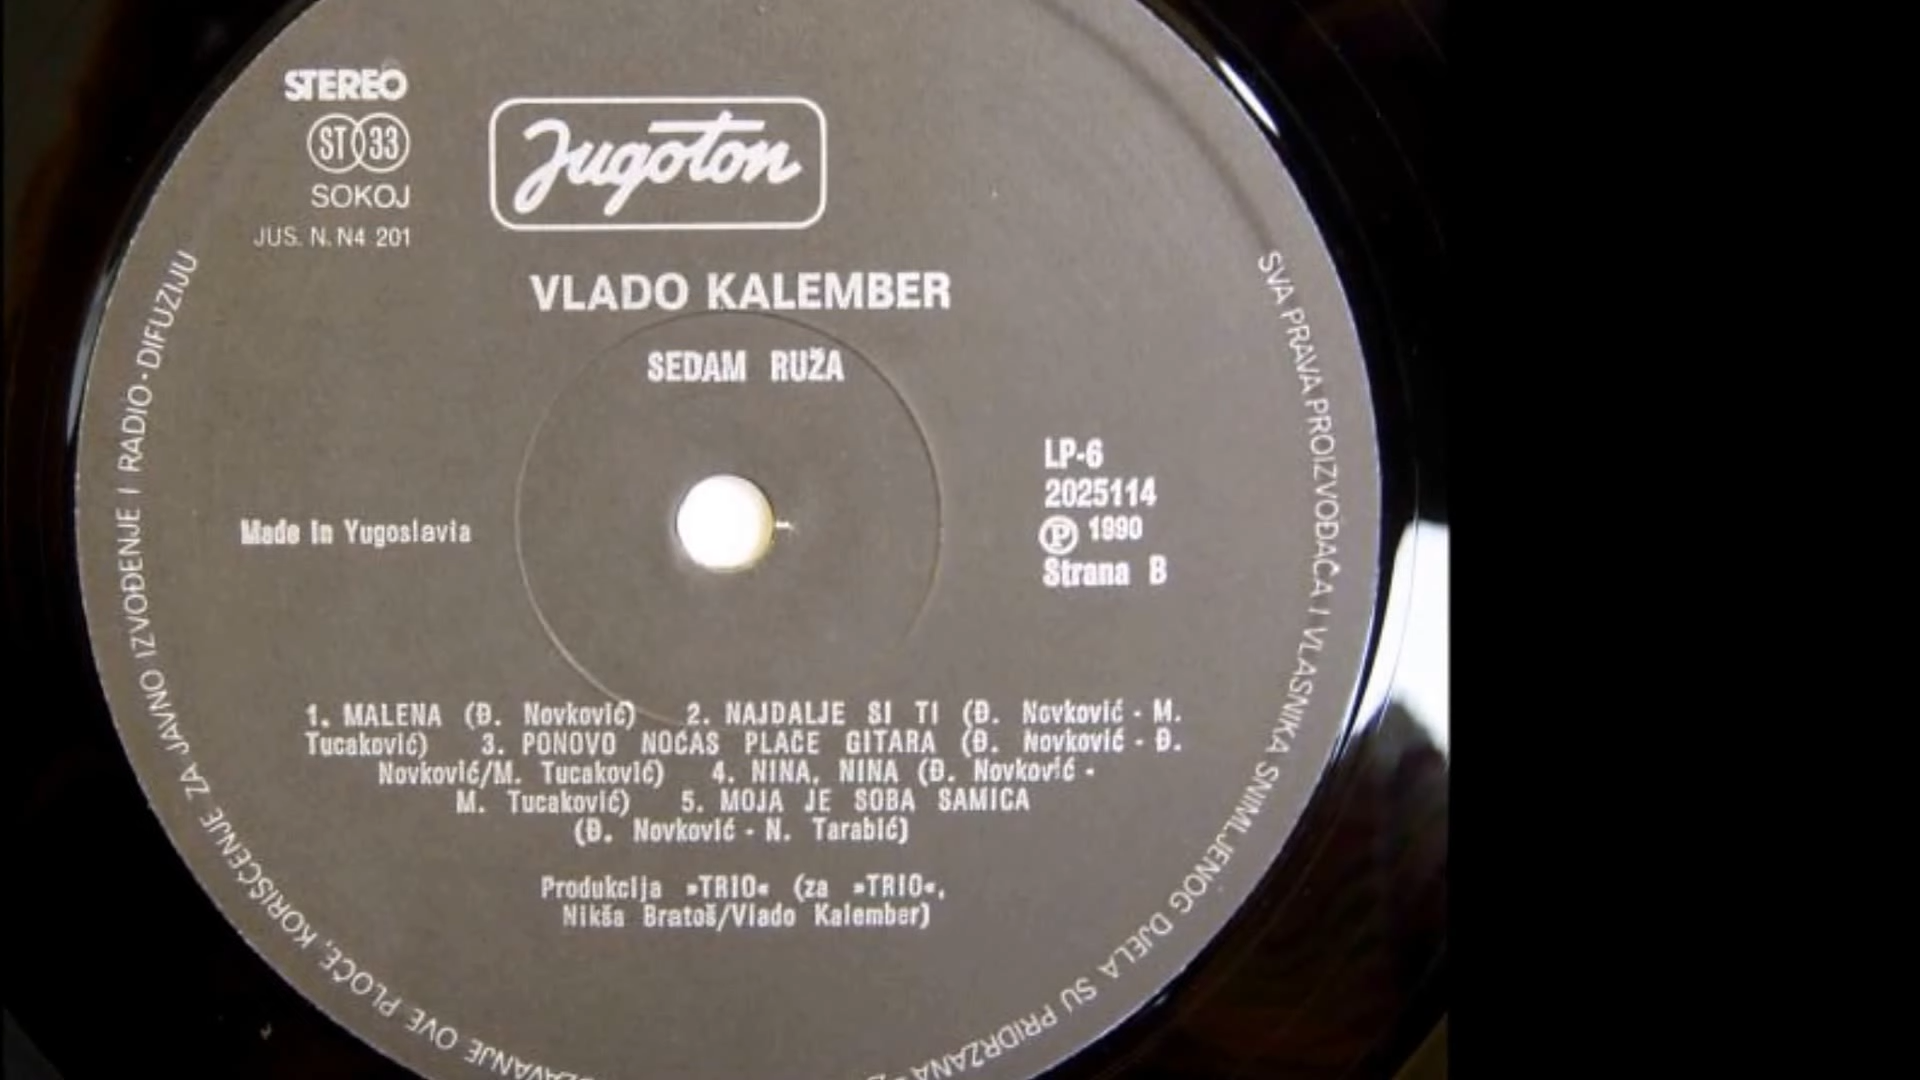 STEREO
ST 33
SOKOJ
JUS. N. N4 201
Jugoton
VLADO KALEMBER
SEDAM RUŽA
Made in Yugoslavia
LP-6
2025114
Ⓟ 1990
Strana B
1. MALENA (Đ. Novković) 2. NAJDALJE SI TI (Đ. Novković - M.
Tucaković) 3. PONOVO NOĆAS PLAČE GITARA (Đ. Novković - Đ.
Novković/M. Tucaković) 4. NINA, NINA (Đ. Novković -
M. Tucaković) 5. MOJA JE SOBA SAMICA
(Đ. Novković - N. Tarabić)
Produkcija »TRIO« (za »TRIO«,
Nikša Bratoš/Vlado Kalember)
SVA PRAVA PROIZVOĐAČA I VLASNIKA SNIMLJENOG DJELA SU PRIDRŽANA
OVE PLOČE, KORIŠĆENJE ZA JAVNO IZVOĐENJE I RADIO-DIFUZIJU